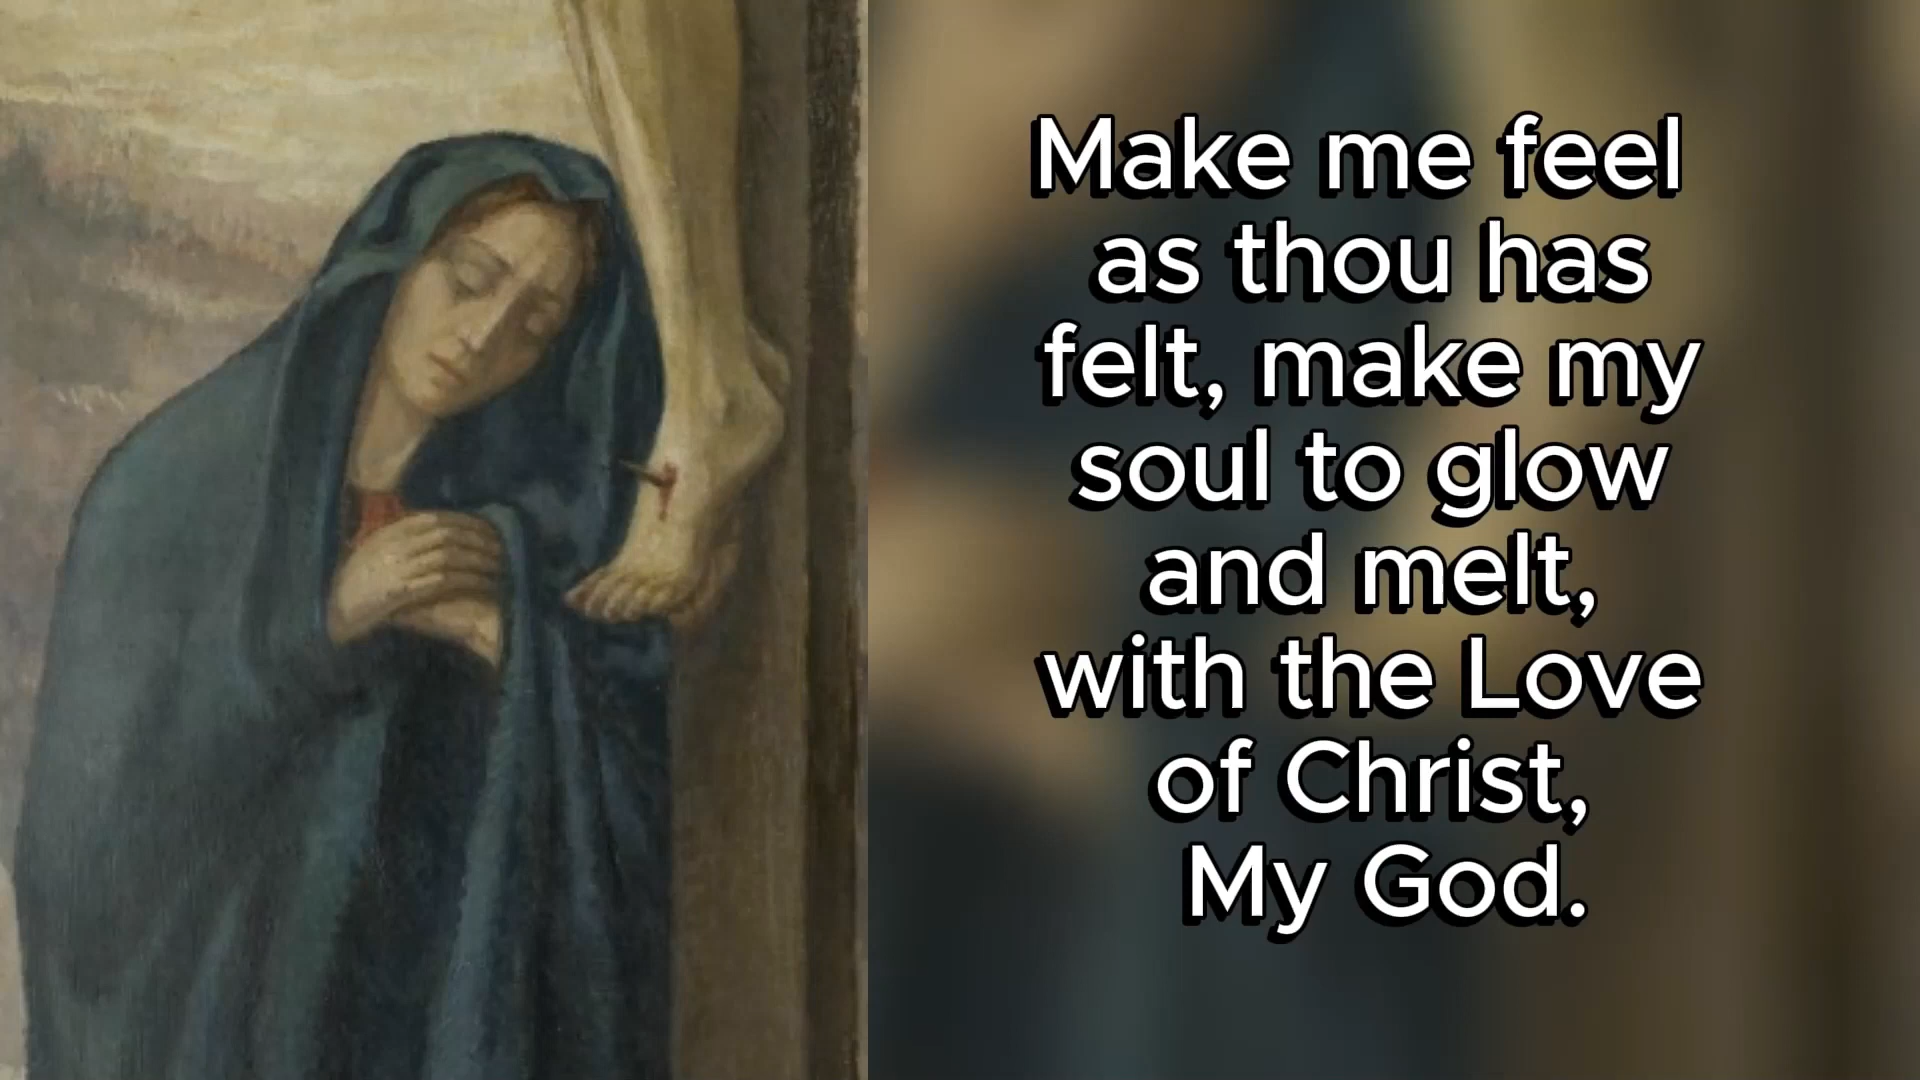 Make me feel
as thou has
felt, make my
soul to glow
and melt,
with the Love
of Christ,
My God.